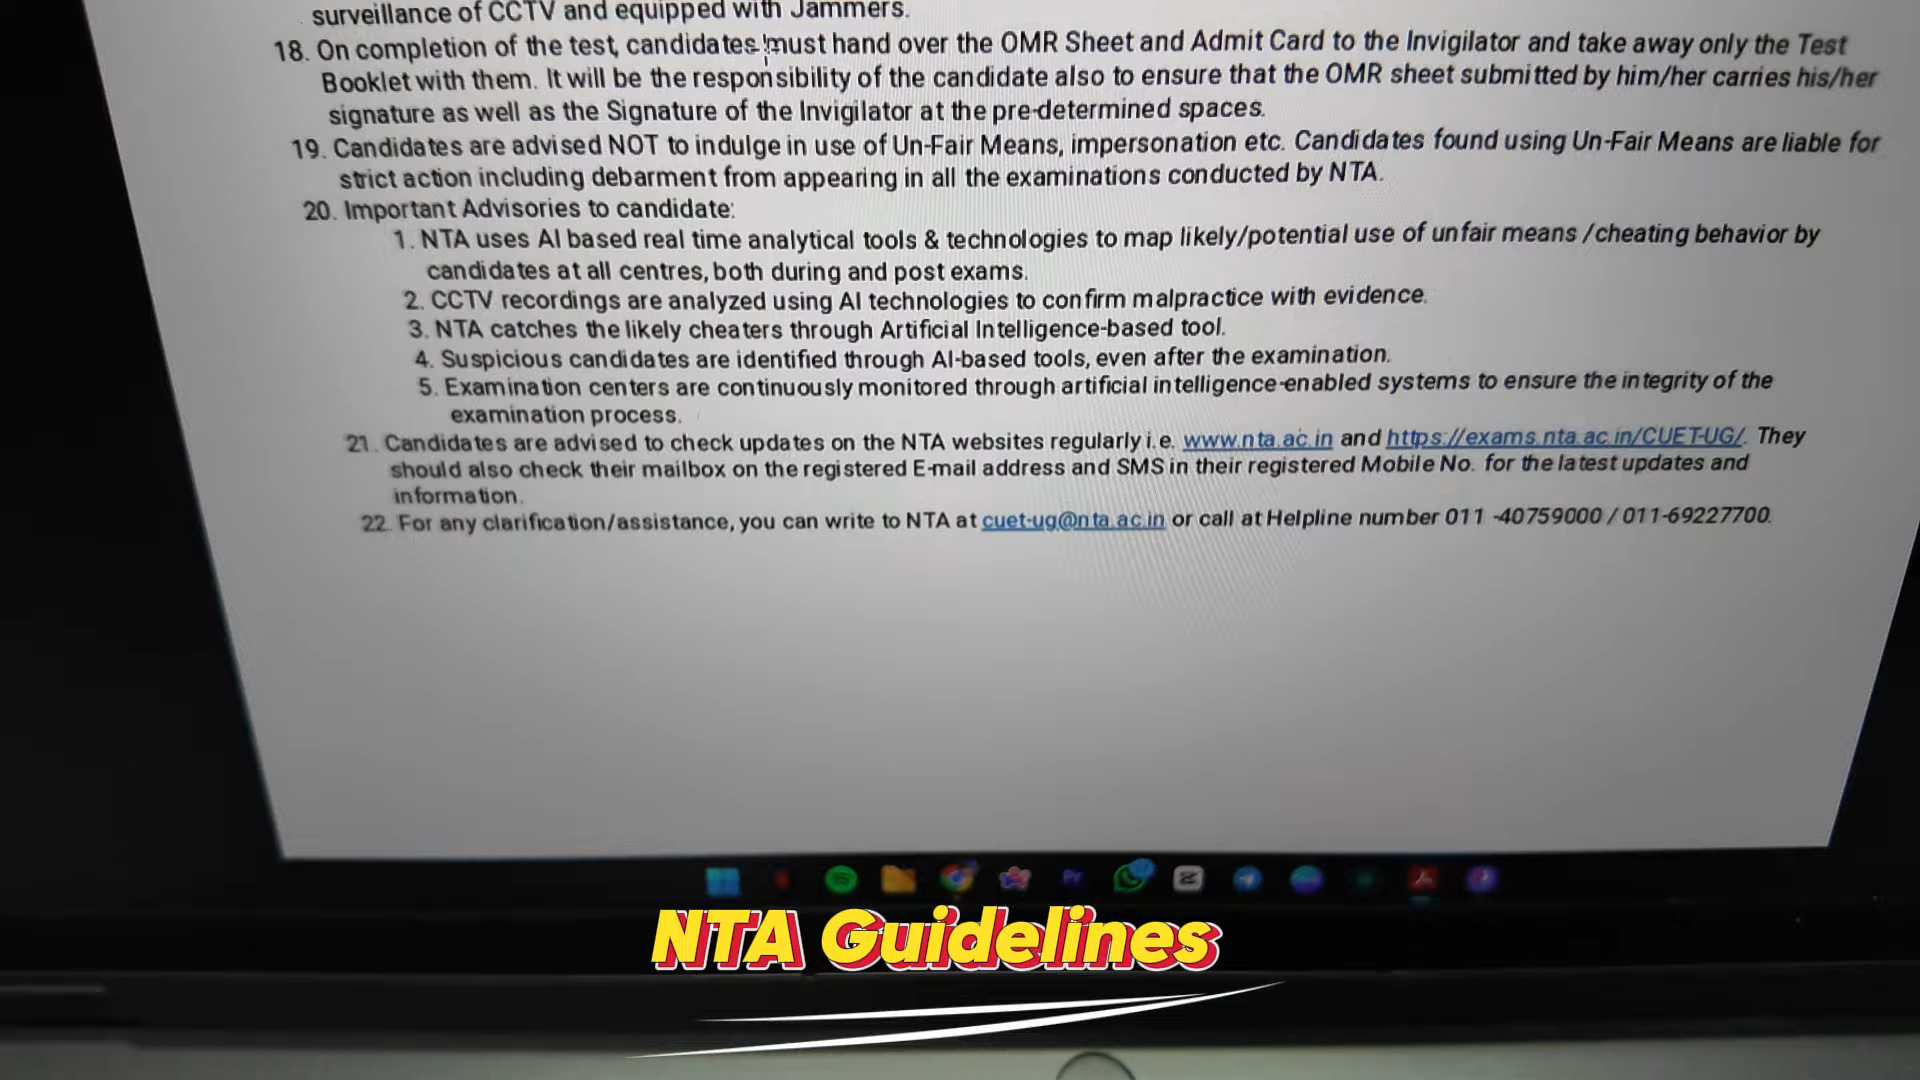 surveillance of CCTV and equipped with Jammers.
18. On completion of the test, candidates must hand over the OMR Sheet and Admit Card to the Invigilator and take away only the Test
Booklet with them. It will be the responsibility of the candidate also to ensure that the OMR sheet submitted by him/her carries his/her
signature as well as the Signature of the Invigilator at the pre-determined spaces.
19. Candidates are advised NOT to indulge in use of Un-Fair Means, impersonation etc. Candidates found using Un-Fair Means are liable for
strict action including debarment from appearing in all the examinations conducted by NTA.
20. Important Advisories to candidate:
1. NTA uses AI based real time analytical tools & technologies to map likely/potential use of unfair means /cheating behavior by
candidates at all centres, both during and post exams.
2. CCTV recordings are analyzed using AI technologies to confirm malpractice with evidence.
3. NTA catches the likely cheaters through Artificial Intelligence-based tool.
4. Suspicious candidates are identified through AI-based tools, even after the examination.
5. Examination centers are continuously monitored through artificial intelligence-enabled systems to ensure the integrity of the
examination process.
21. Candidates are advised to check updates on the NTA websites regularly i.e. www.nta.ac.in and https://exams.nta.ac.in/CUET-UG/. They
should also check their mailbox on the registered E-mail address and SMS in their registered Mobile No. for the latest updates and
information.
22. For any clarification/assistance, you can write to NTA at cuet-ug@nta.ac.in or call at Helpline number 011 -40759000 / 011-69227700.
Pr
NTA Guidelines